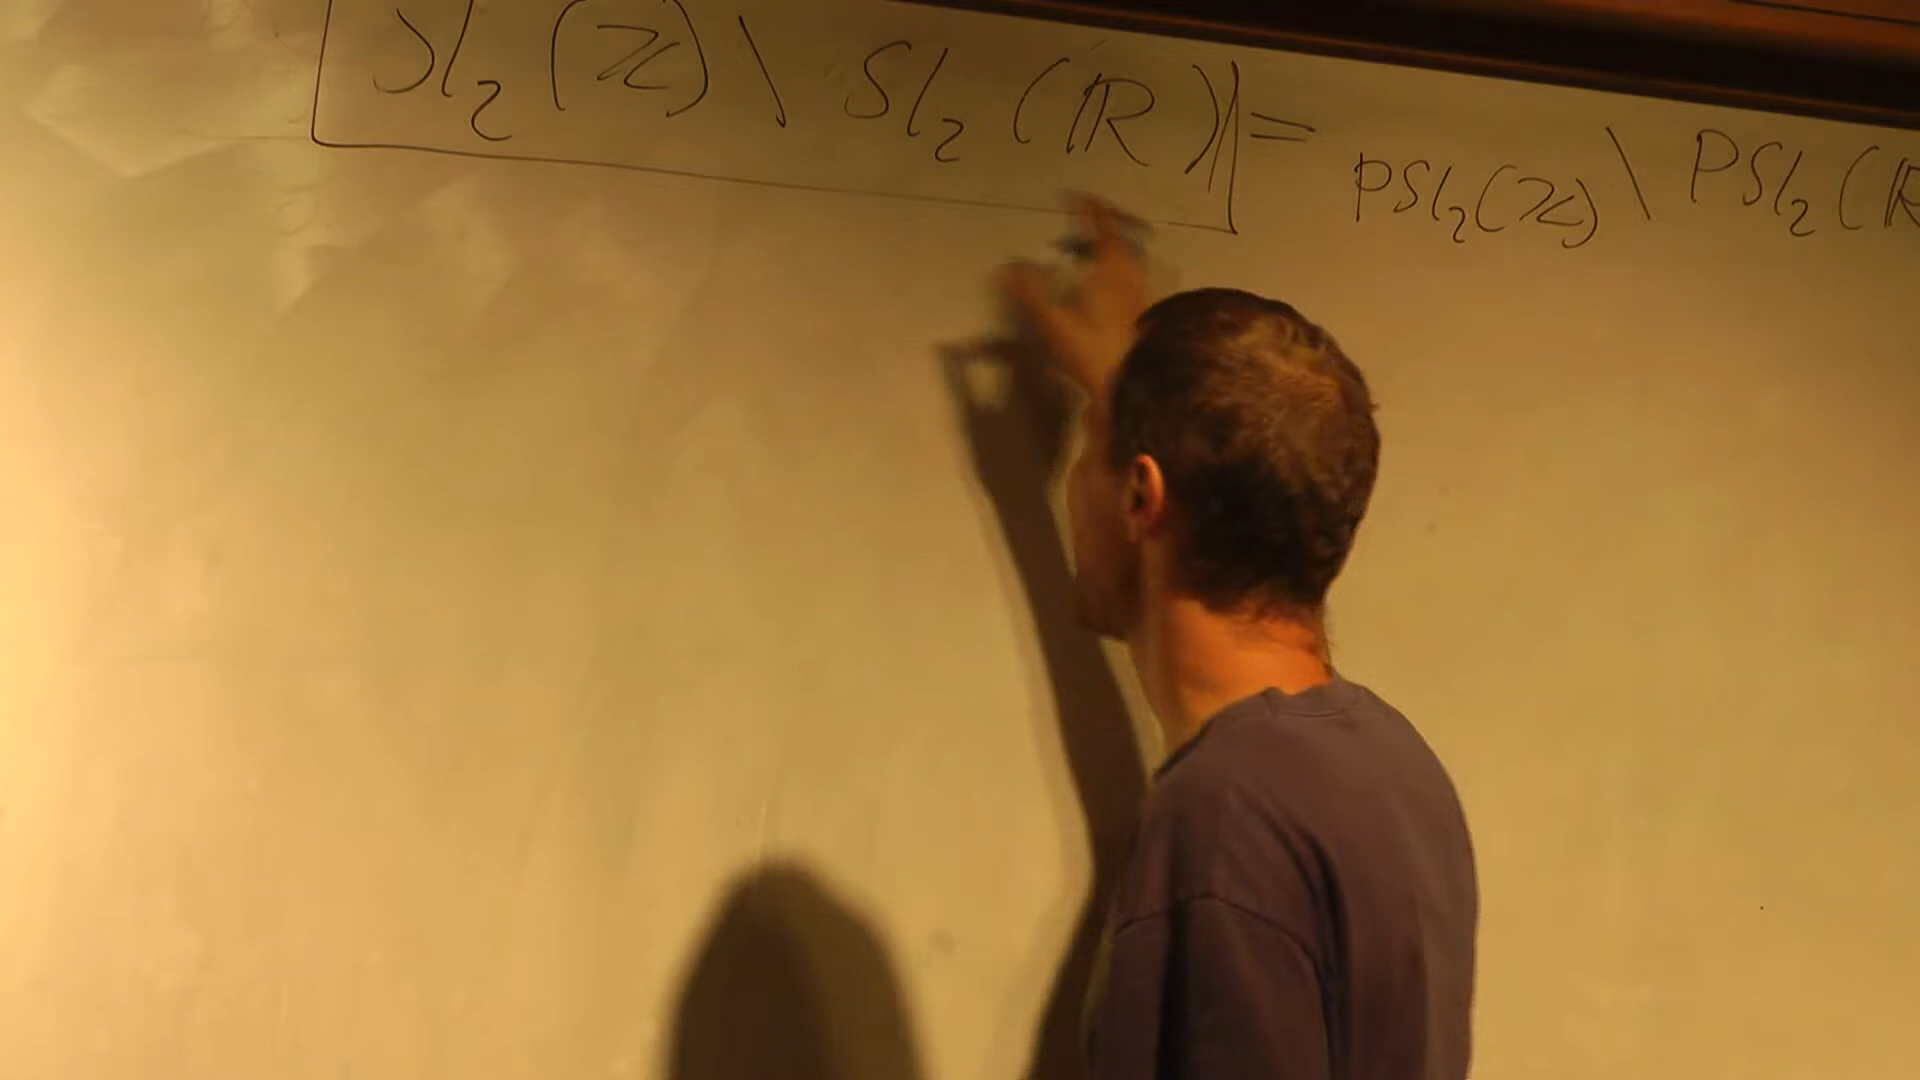 Sl₂(ℤ) \ Sl₂(ℝ) = PSl₂(ℤ) \ PSl₂(ℝ